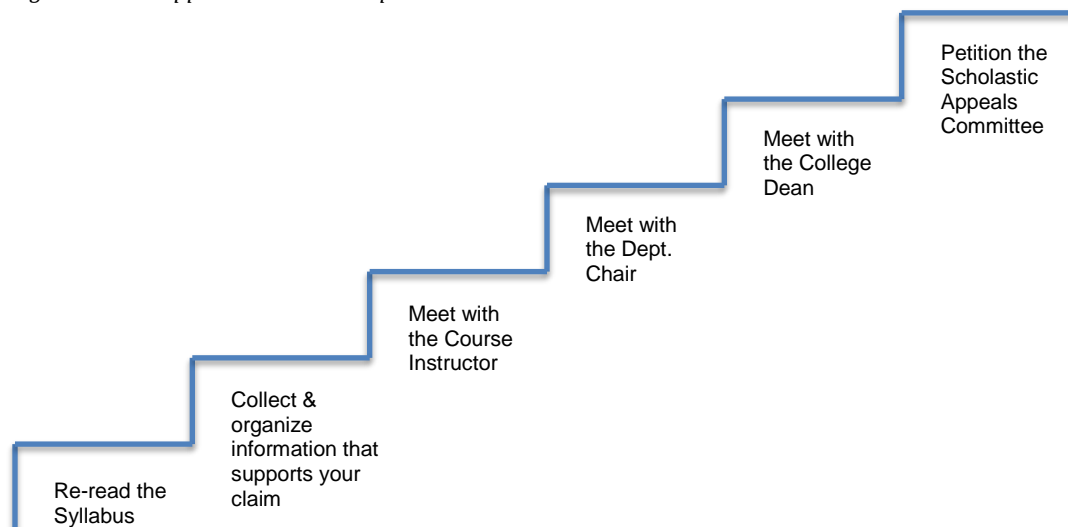 Petition the
Scholastic
Appeals
Committee
Meet with
the College
Dean
Meet with
the Dept.
Chair
Meet with
the Course
Instructor
Collect &
organize
information that
supports your
claim
Re-read the
Syllabus